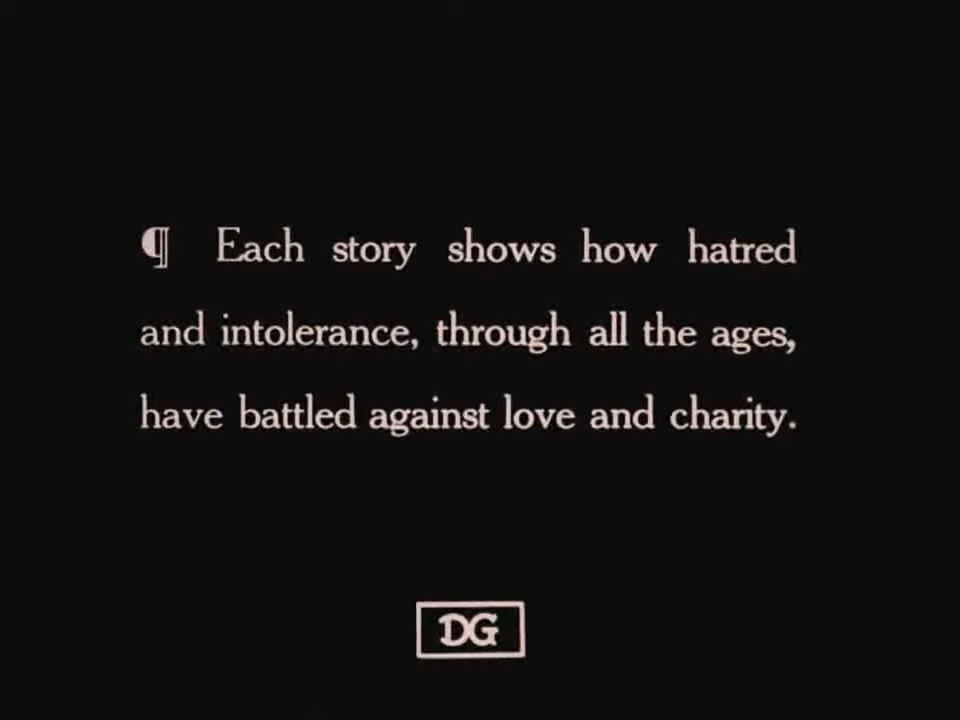 ¶ Each story shows how hatred
and intolerance, through all the ages,
have battled against love and charity.
DG